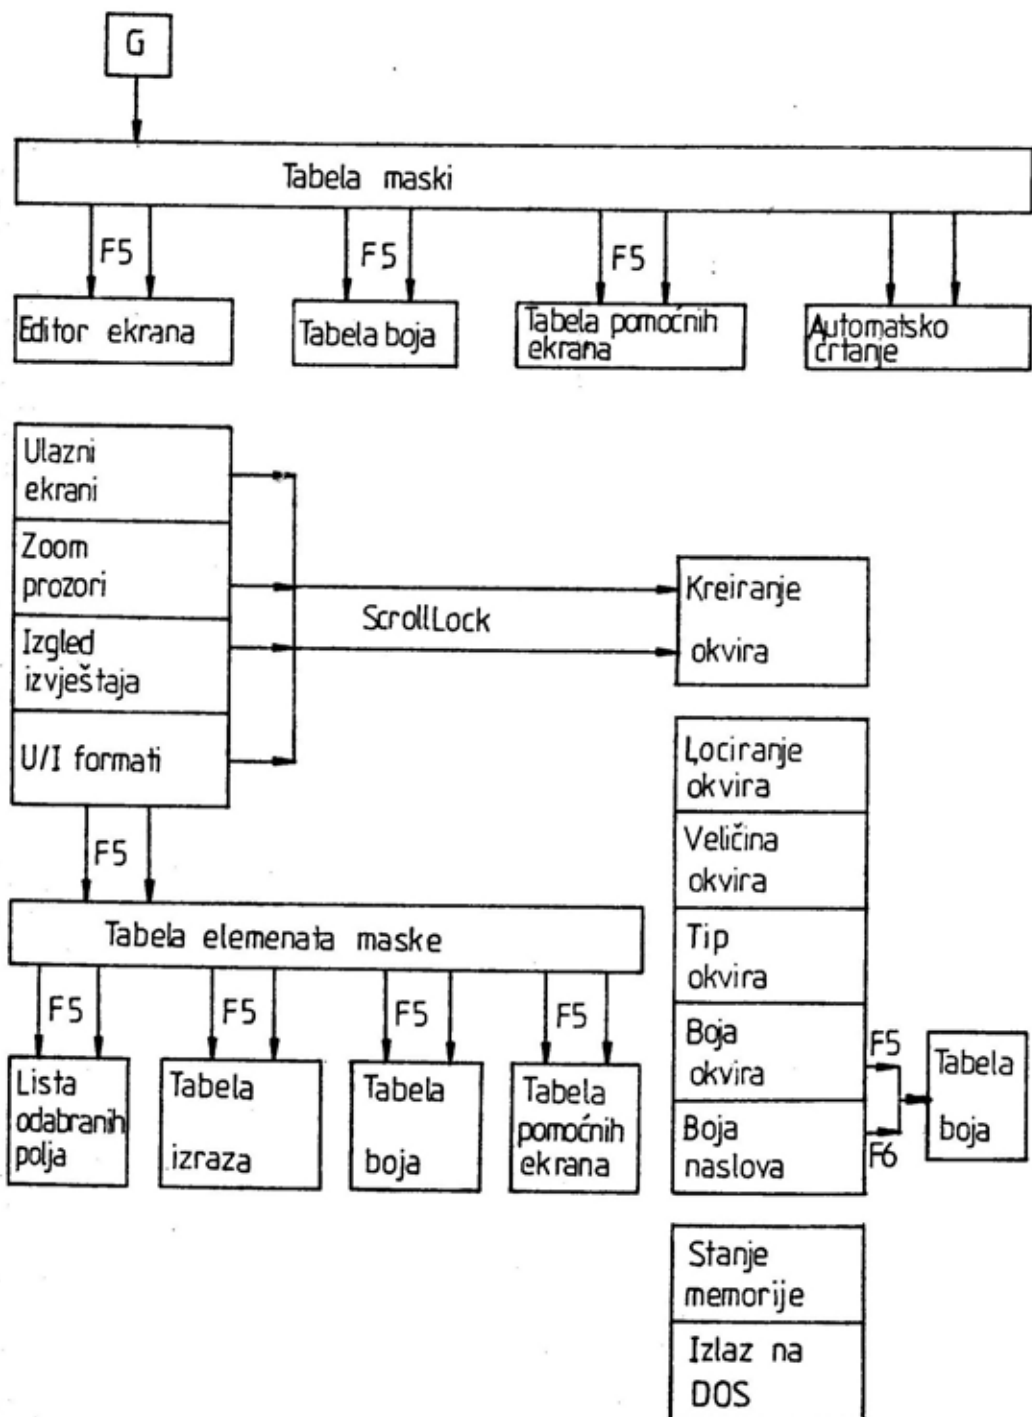 G
Tabela maski
F5
F5
F5
Editor ekrana
Tabela boja
Tabela pomoćnih
ekrana
Automatsko
crtanje
Ulazni
ekrani
Zoom
prozori
Izgled
izvještaja
U/I formati
ScrollLock
Kreiranje
okvira
Lociranje
okvira
Veličina
okvira
Tip
okvira
Boja
okvira
Boja
naslova
F5
F6
Tabela
boja
F5
Tabela elemenata maske
F5
F5
F5
F5
Lista
odabranih
polja
Tabela
izraza
Tabela
boja
Tabela
pomoćnih
ekrana
Stanje
memorije
Izlaz na
DOS